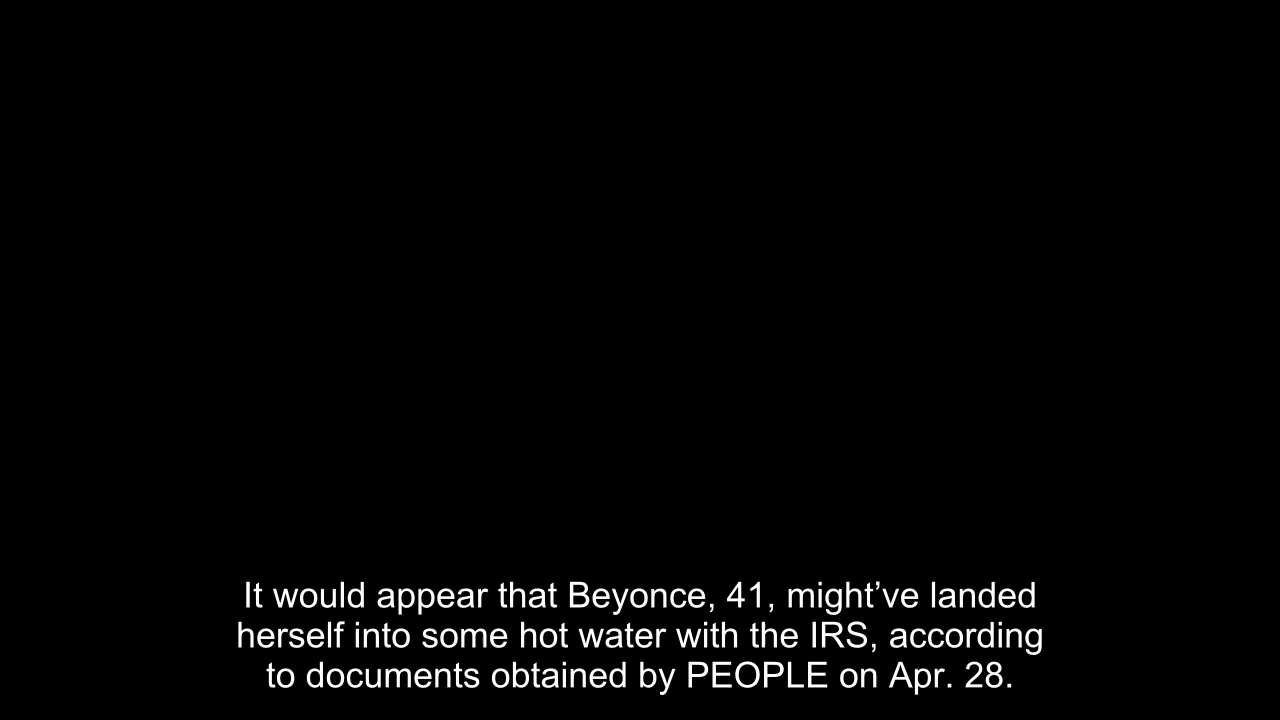 It would appear that Beyonce, 41, might’ve landed
herself into some hot water with the IRS, according
to documents obtained by PEOPLE on Apr. 28.